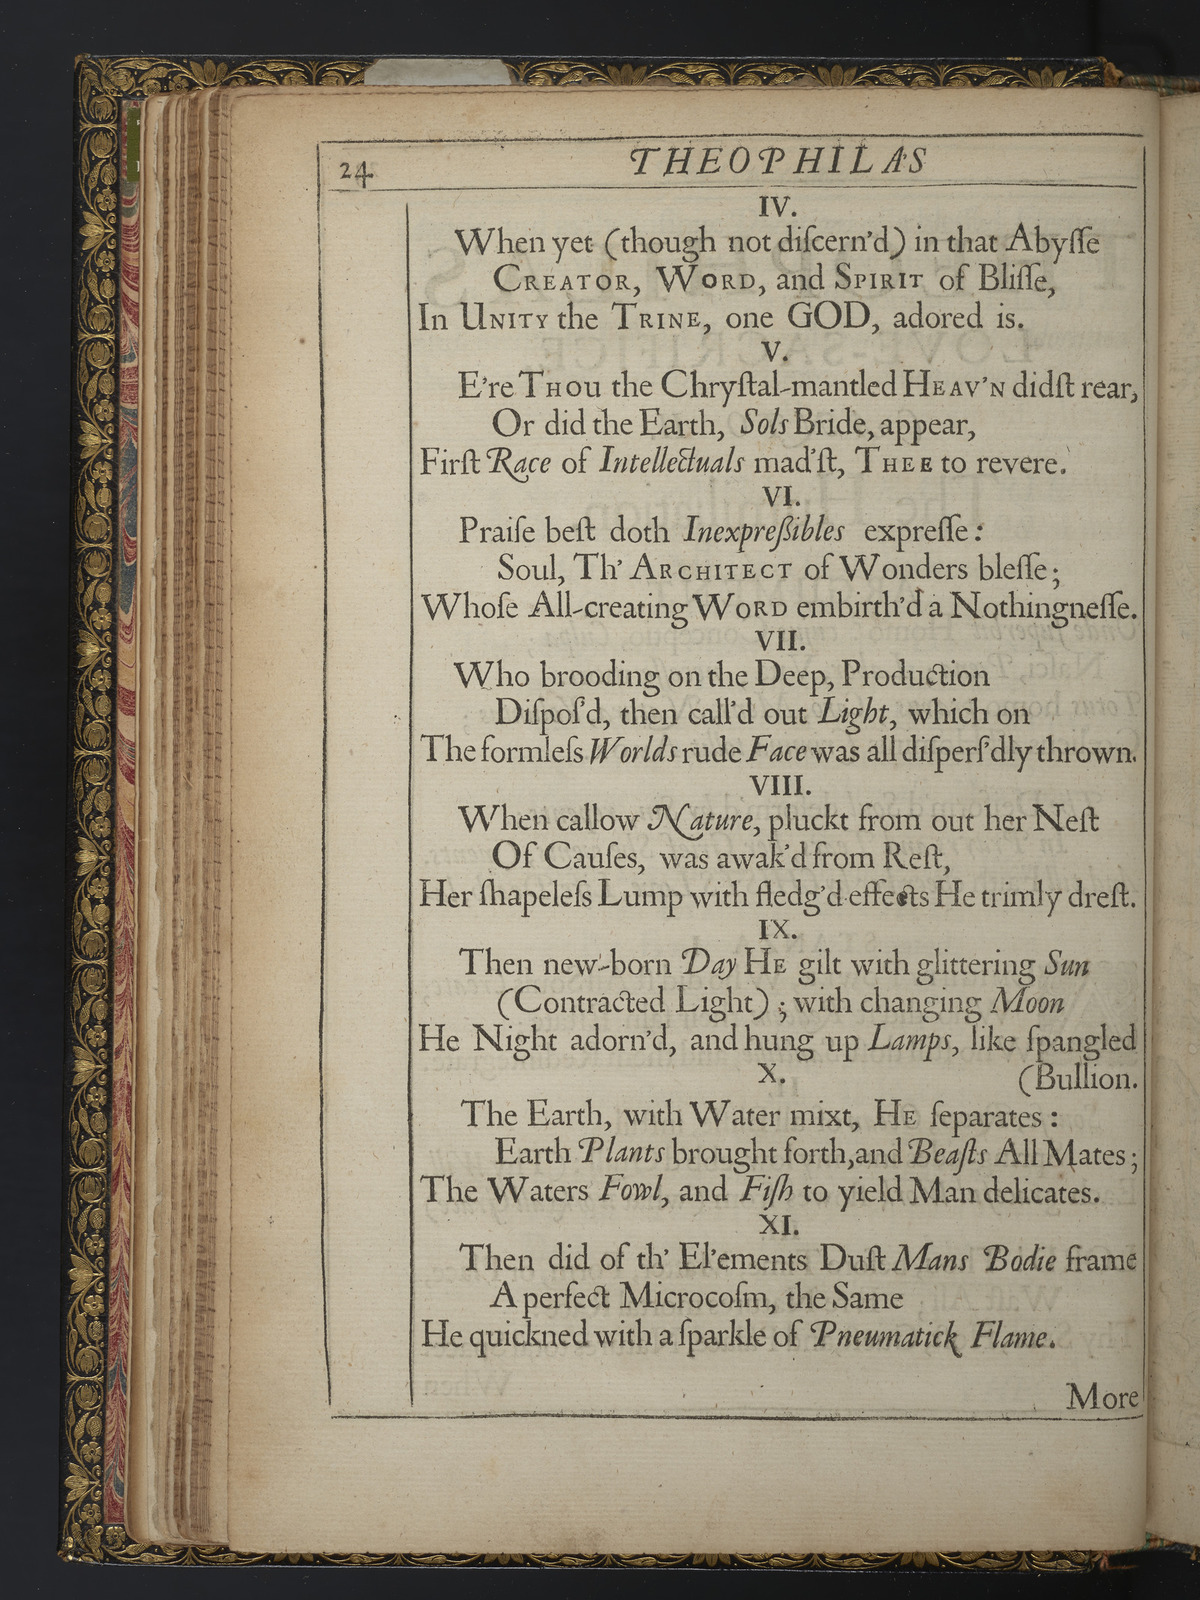 24 THEOPHILA'S
IV.
When yet (though not diſcern'd) in that Abyſſe
CREATOR, WORD, and SPIRIT of Bliſſe,
In UNITY the TRINE, one GOD, adored is.
V.
E're THOU the Chryſtal-mantled HEAV'N didſt rear,
Or did the Earth, Sols Bride, appear,
Firſt Race of Intellectuals mad'ſt, THEE to revere.
VI.
Praiſe beſt doth Inexpreßibles expreſſe:
Soul, Th' ARCHITECT of Wonders bleſſe;
Whoſe All-creating WORD embirth'd a Nothingneſſe.
VII.
Who brooding on the Deep, Production
Diſpoſ'd, then call'd out Light, which on
The formleſs Worlds rude Face was all diſperſ'dly thrown.
VIII.
When callow Nature, pluckt from out her Neſt
Of Cauſes, was awak'd from Reſt,
Her ſhapeleſs Lump with fledg'd effects He trimly dreſt.
IX.
Then new-born Day HE gilt with glittering Sun
(Contracted Light); with changing Moon
He Night adorn'd, and hung up Lamps, like ſpangled
X. (Bullion.
The Earth, with Water mixt, HE ſeparates:
Earth Plants brought forth, and Beaſts All Mates;
The Waters Fowl, and Fiſh to yield Man delicates.
XI.
Then did of th' El'ements Duſt Mans Bodie frame
A perfect Microcoſm, the Same
He quickned with a ſparkle of Pneumatick Flame.
More